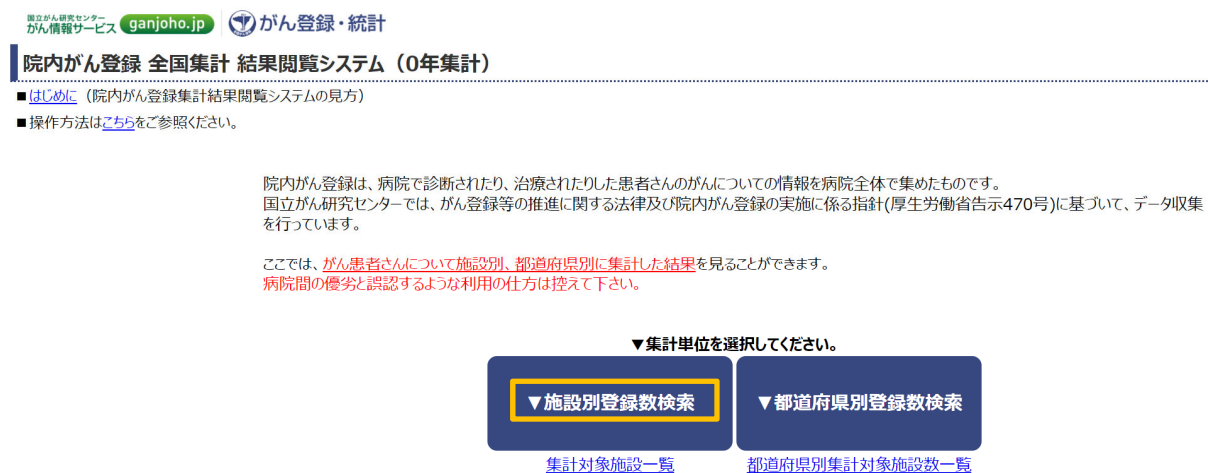 国立がん研究センター
がん情報サービス ganjoho.jp がん登録・統計
院内がん登録 全国集計 結果閲覧システム（0年集計）
■はじめに（院内がん登録集計結果閲覧システムの見方）
■操作方法はこちらをご参照ください。
院内がん登録は、病院で診断されたり、治療されたりした患者さんのがんについての情報を病院全体で集めたものです。
国立がん研究センターでは、がん登録等の推進に関する法律及び院内がん登録の実施に係る指針(厚生労働省告示470号)に基づいて、データ収集
を行っています。
ここでは、がん患者さんについて施設別、都道府県別に集計した結果を見ることができます。
病院間の優劣と誤認するような利用の仕方は控えて下さい。
▼集計単位を選択してください。
▼施設別登録数検索 ▼都道府県別登録数検索
集計対象施設一覧 都道府県別集計対象施設数一覧